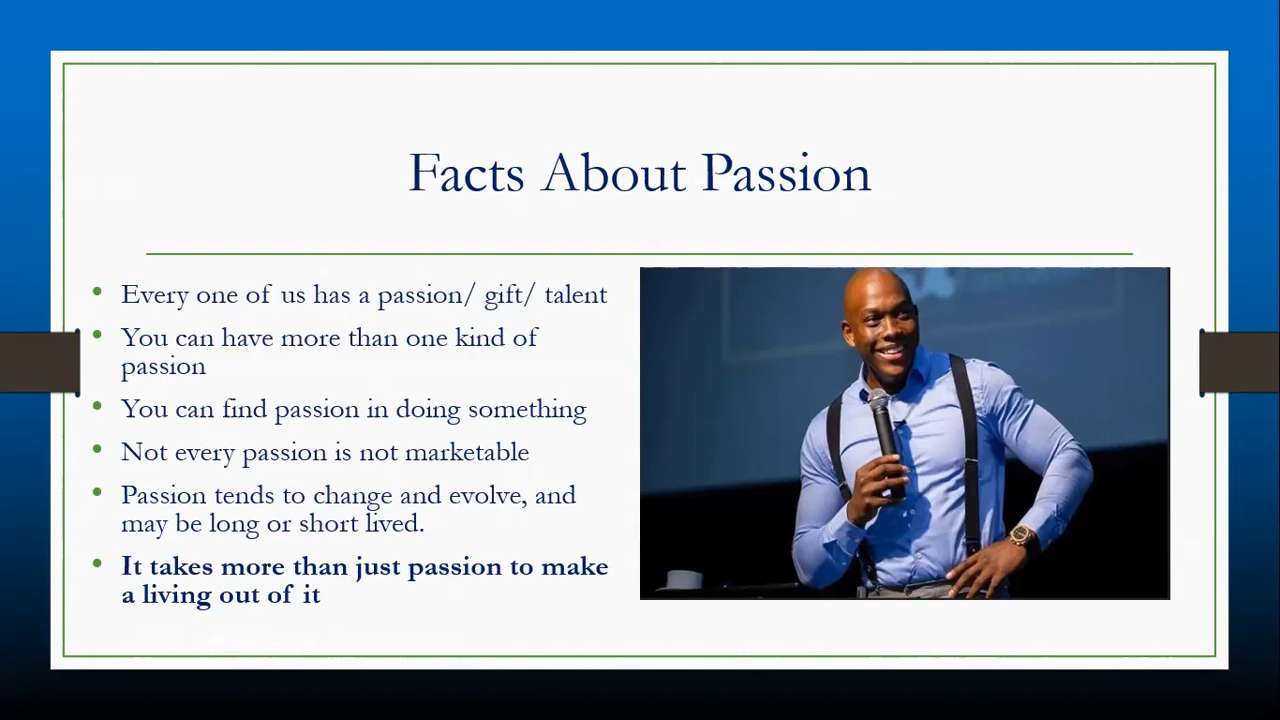 Facts About Passion
• Every one of us has a passion/ gift/ talent
• You can have more than one kind of
passion
• You can find passion in doing something
• Not every passion is not marketable
• Passion tends to change and evolve, and
may be long or short lived.
• It takes more than just passion to make
a living out of it